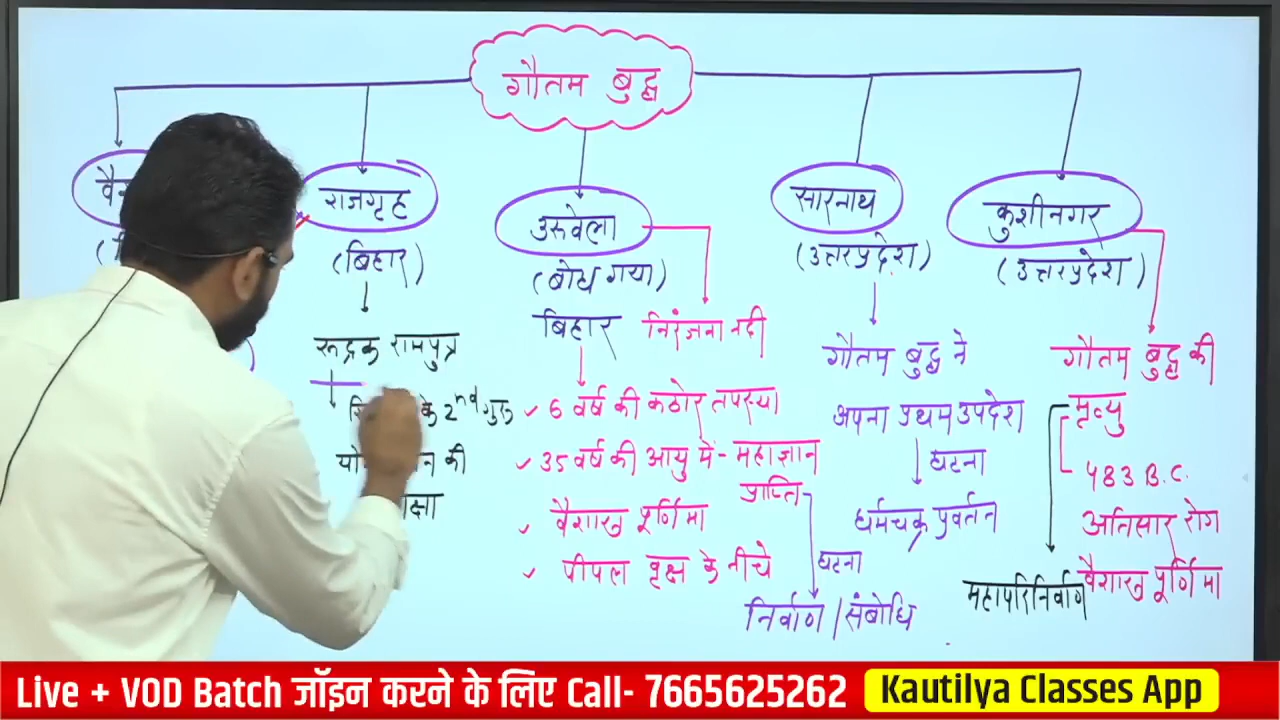 गौतम बुद्ध
राजगृह
(बिहार)
रूद्रक रामपुत्र
के 2nd गुरु
की
उरुवेला
(बोध गया)
बिहार
निरंजना नदी
✓ 6 वर्ष की कठोर तपस्या
✓ 35 वर्ष की आयु में - महाज्ञान
प्राप्ति
✓ वैशाख पूर्णिमा
✓ पीपल वृक्ष के नीचे
घटना
निर्वाण / संबोधि
सारनाथ
(उत्तरप्रदेश)
गौतम बुद्ध ने
अपना प्रथम उपदेश
घटना
धर्मचक्र प्रवर्तन
कुशीनगर
(उत्तरप्रदेश)
गौतम बुद्ध की
मृत्यु
483 B.C.
अतिसार रोग
वैशाख पूर्णिमा
महापरिनिर्वाण
Live + VOD Batch जॉइन करने के लिए Call- 7665625262
Kautilya Classes App